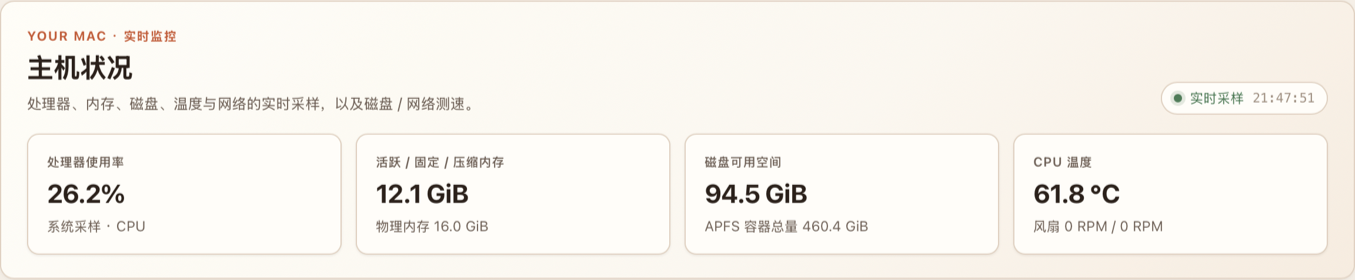 YOUR MAC · 实时监控
主机状况
处理器、内存、磁盘、温度与网络的实时采样，以及磁盘 / 网络测速。
实时采样 21:47:51
处理器使用率
26.2%
系统采样 · CPU
活跃 / 固定 / 压缩内存
12.1 GiB
物理内存 16.0 GiB
磁盘可用空间
94.5 GiB
APFS 容器总量 460.4 GiB
CPU 温度
61.8 °C
风扇 0 RPM / 0 RPM